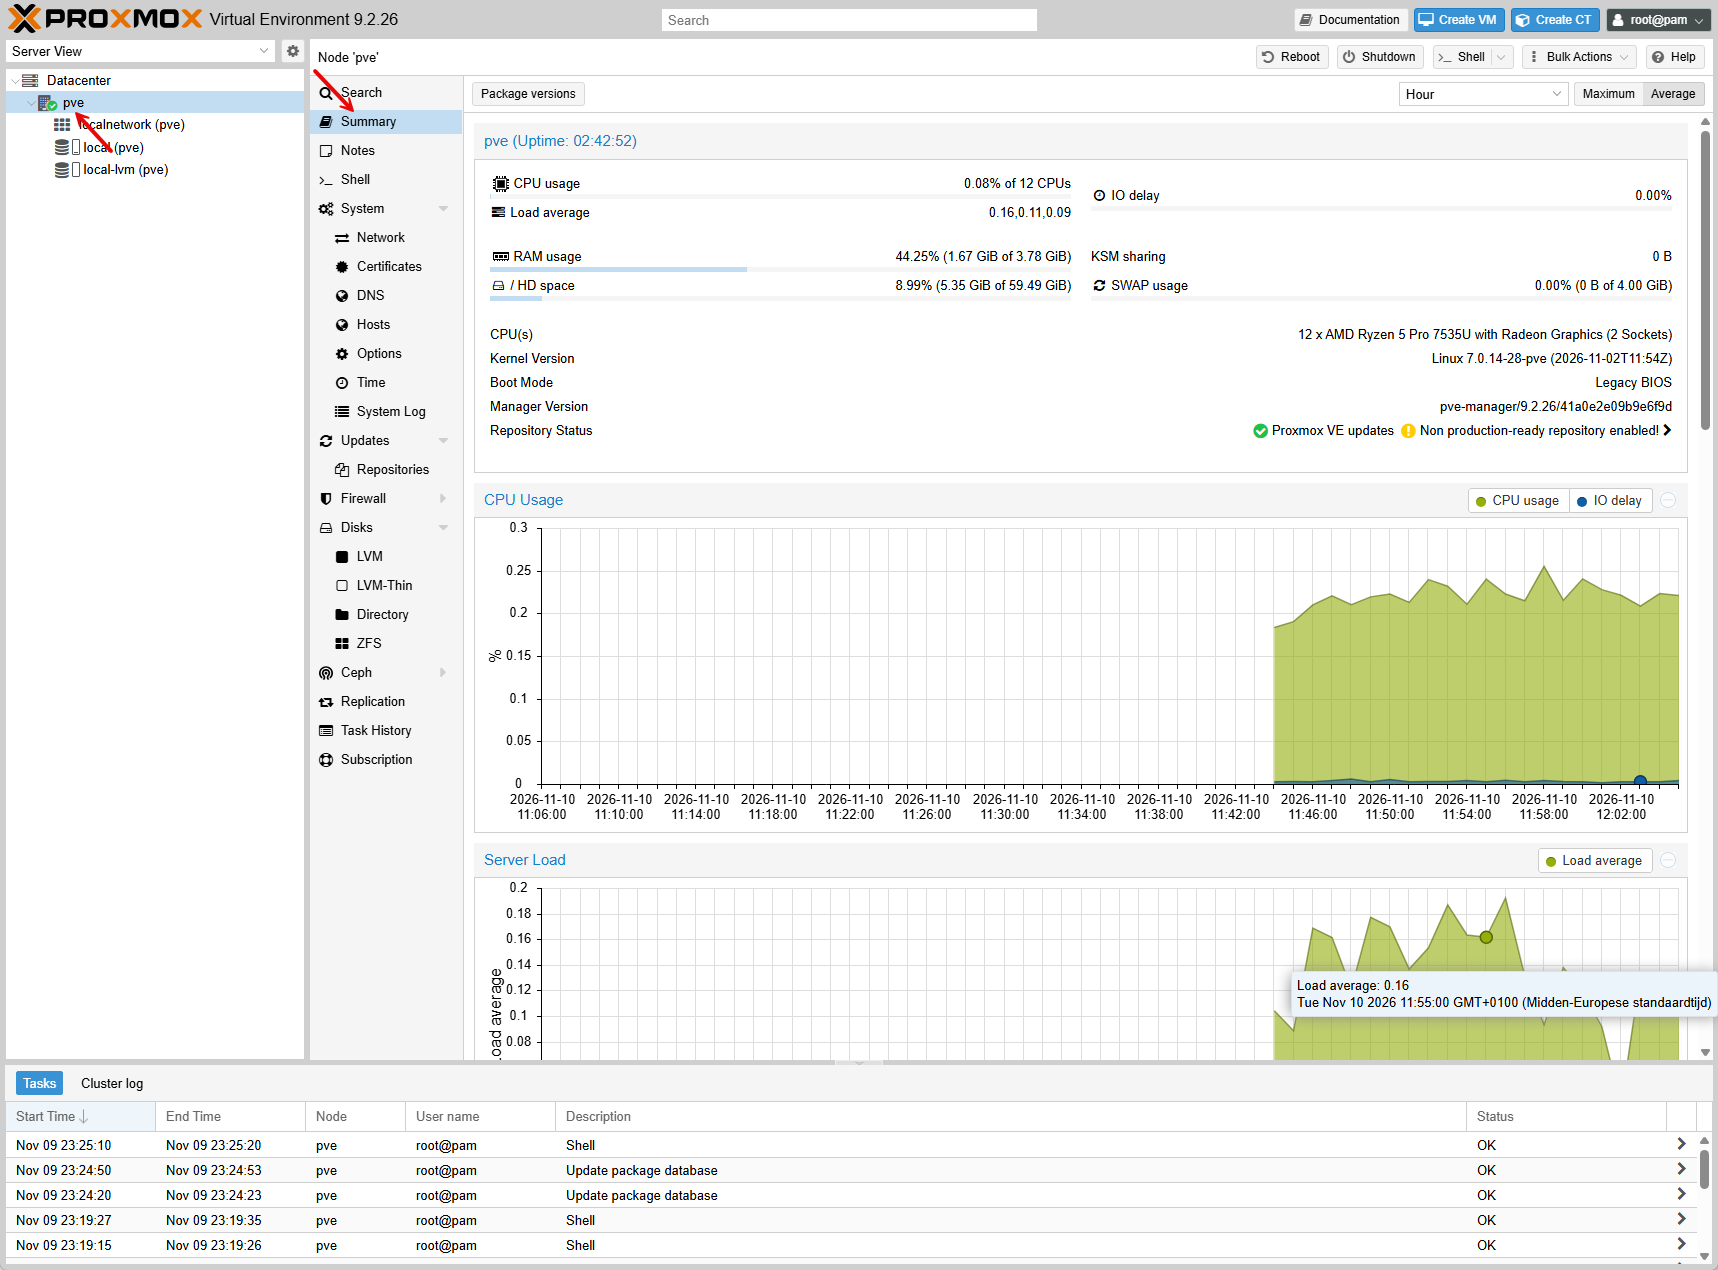 PROXMOX Virtual Environment 9.2.26
Search
Documentation
Create VM
Create CT
root@pam
Server View
Datacenter
pve
localnetwork (pve)
local (pve)
local-lvm (pve)
Node 'pve'
Reboot
Shutdown
Shell
Bulk Actions
Help
Search
Summary
Notes
Shell
System
Network
Certificates
DNS
Hosts
Options
Time
System Log
Updates
Repositories
Firewall
Disks
LVM
LVM-Thin
Directory
ZFS
Ceph
Replication
Task History
Subscription
Package versions
Hour
Maximum
Average
pve (Uptime: 02:42:52)
CPU usage 0.08% of 12 CPUs
IO delay 0.00%
Load average 0.16,0.11,0.09
RAM usage 44.25% (1.67 GiB of 3.78 GiB)
KSM sharing 0 B
/ HD space 8.99% (5.35 GiB of 59.49 GiB)
SWAP usage 0.00% (0 B of 4.00 GiB)
CPU(s) 12 x AMD Ryzen 5 Pro 7535U with Radeon Graphics (2 Sockets)
Kernel Version Linux 7.0.14-28-pve (2026-11-02T11:54Z)
Boot Mode Legacy BIOS
Manager Version pve-manager/9.2.26/41a0e2e09b9e6f9d
Repository Status Proxmox VE updates Non production-ready repository enabled!
CPU Usage
CPU usage
IO delay
0.3
0.25
0.2
0.15
0.1
0.05
0
%
2026-11-10 2026-11-10 2026-11-10 2026-11-10 2026-11-10 2026-11-10 2026-11-10 2026-11-10 2026-11-10 2026-11-10 2026-11-10 2026-11-10 2026-11-10 2026-11-10 2026-11-10
11:06:00 11:10:00 11:14:00 11:18:00 11:22:00 11:26:00 11:30:00 11:34:00 11:38:00 11:42:00 11:46:00 11:50:00 11:54:00 11:58:00 12:02:00
Server Load
Load average
0.2
0.18
0.16
0.14
0.12
0.1
0.08
Load average
Load average: 0.16
Tue Nov 10 2026 11:55:00 GMT+0100 (Midden-Europese standaardtijd)
Tasks
Cluster log
Start Time End Time Node User name Description Status
Nov 09 23:25:10 Nov 09 23:25:20 pve root@pam Shell OK
Nov 09 23:24:50 Nov 09 23:24:53 pve root@pam Update package database OK
Nov 09 23:24:20 Nov 09 23:24:23 pve root@pam Update package database OK
Nov 09 23:19:27 Nov 09 23:19:35 pve root@pam Shell OK
Nov 09 23:19:15 Nov 09 23:19:26 pve root@pam Shell OK